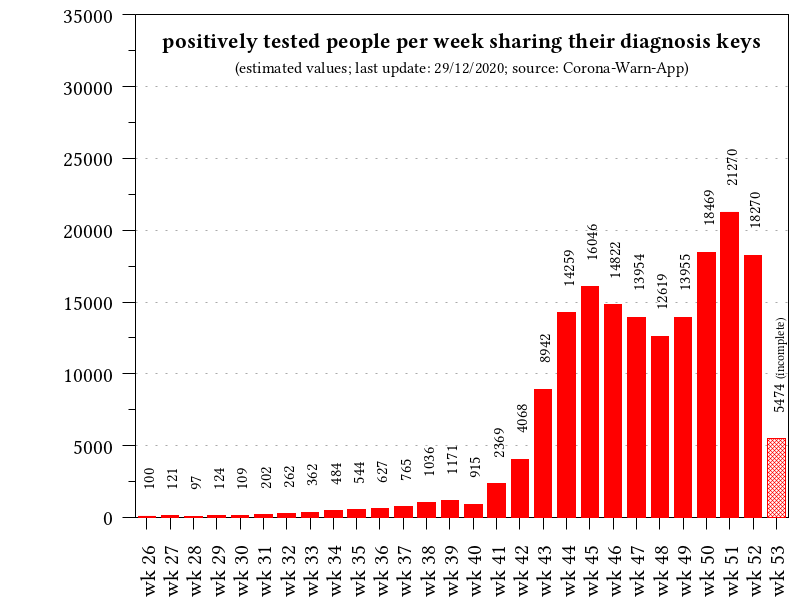 positively tested people per week sharing their diagnosis keys
(estimated values; last update: 29/12/2020; source: Corona-Warn-App)
35000
30000
25000
20000
15000
10000
5000
0
100
121
97
124
109
202
262
362
484
544
627
765
1036
1171
915
2369
4068
8942
14259
16046
14822
13954
12619
13955
18469
21270
18270
5474 (incomplete)
wk 26
wk 27
wk 28
wk 29
wk 30
wk 31
wk 32
wk 33
wk 34
wk 35
wk 36
wk 37
wk 38
wk 39
wk 40
wk 41
wk 42
wk 43
wk 44
wk 45
wk 46
wk 47
wk 48
wk 49
wk 50
wk 51
wk 52
wk 53